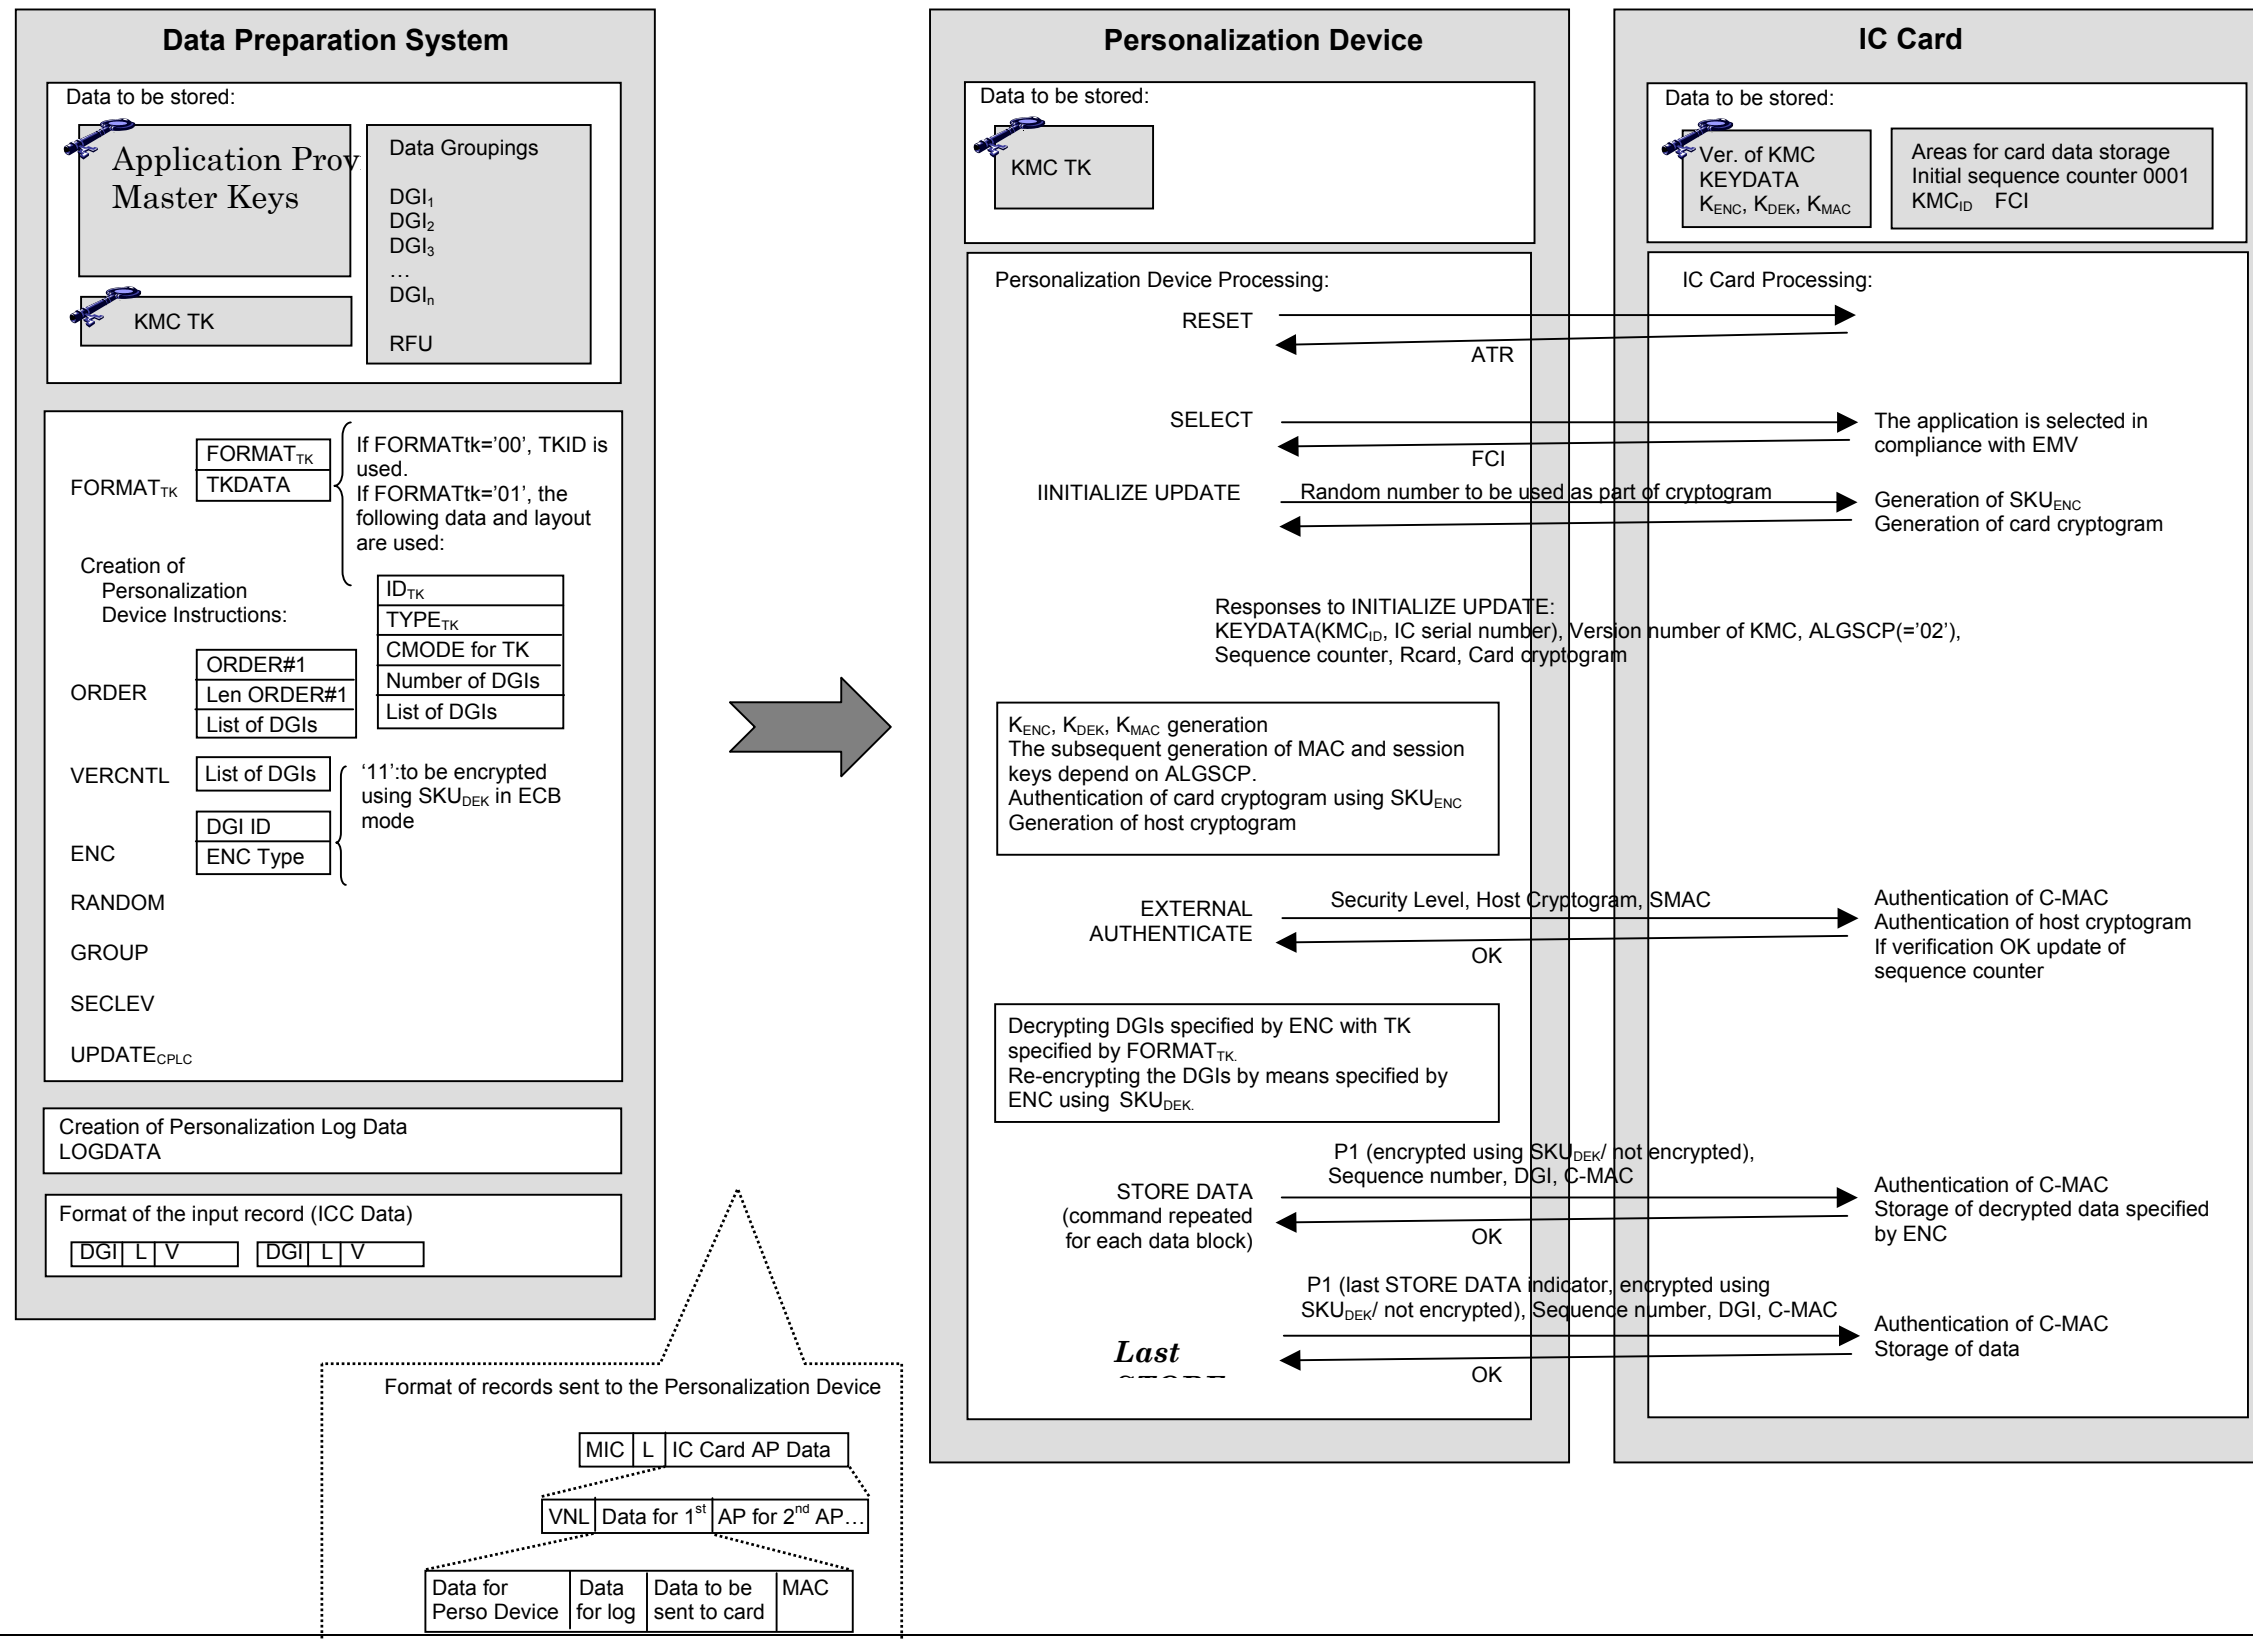 Data Preparation System
Data to be stored:
Application Prov
Master Keys
KMC TK
Data Groupings
DGI1
DGI2
DGI3
…
DGIn
RFU
FORMATTK
FORMATTK
TKDATA
If FORMATtk='00', TKID is
used.
If FORMATtk='01', the
following data and layout
are used:
Creation of
Personalization
Device Instructions:
IDTK
TYPETK
CMODE for TK
Number of DGIs
List of DGIs
ORDER
ORDER#1
Len ORDER#1
List of DGIs
VERCNTL
List of DGIs
'11':to be encrypted
using SKUDEK in ECB
mode
ENC
DGI ID
ENC Type
RANDOM
GROUP
SECLEV
UPDATECPLC
Creation of Personalization Log Data
LOGDATA
Format of the input record (ICC Data)
DGI L V DGI L V
Format of records sent to the Personalization Device
MIC L IC Card AP Data
VNL Data for 1st AP for 2nd AP…
Data for
Perso Device
Data
for log
Data to be
sent to card
MAC
Personalization Device
Data to be stored:
KMC TK
Personalization Device Processing:
RESET
ATR
SELECT
FCI
IINITIALIZE UPDATE
Random number to be used as part of cryptogram
Responses to INITIALIZE UPDATE:
KEYDATA(KMCID, IC serial number), Version number of KMC, ALGSCP(='02'),
Sequence counter, Rcard, Card cryptogram
KENC, KDEK, KMAC generation
The subsequent generation of MAC and session
keys depend on ALGSCP.
Authentication of card cryptogram using SKUENC
Generation of host cryptogram
EXTERNAL
AUTHENTICATE
Security Level, Host Cryptogram, SMAC
OK
Decrypting DGIs specified by ENC with TK
specified by FORMATTK.
Re-encrypting the DGIs by means specified by
ENC using SKUDEK.
P1 (encrypted using SKUDEK/ not encrypted),
Sequence number, DGI, C-MAC
STORE DATA
(command repeated
for each data block)
OK
P1 (last STORE DATA indicator, encrypted using
SKUDEK/ not encrypted), Sequence number, DGI, C-MAC
Last
OK
IC Card
Data to be stored:
Ver. of KMC
KEYDATA
KENC, KDEK, KMAC
Areas for card data storage
Initial sequence counter 0001
KMCID FCI
IC Card Processing:
The application is selected in
compliance with EMV
Generation of SKUENC
Generation of card cryptogram
Authentication of C-MAC
Authentication of host cryptogram
If verification OK update of
sequence counter
Authentication of C-MAC
Storage of decrypted data specified
by ENC
Authentication of C-MAC
Storage of data